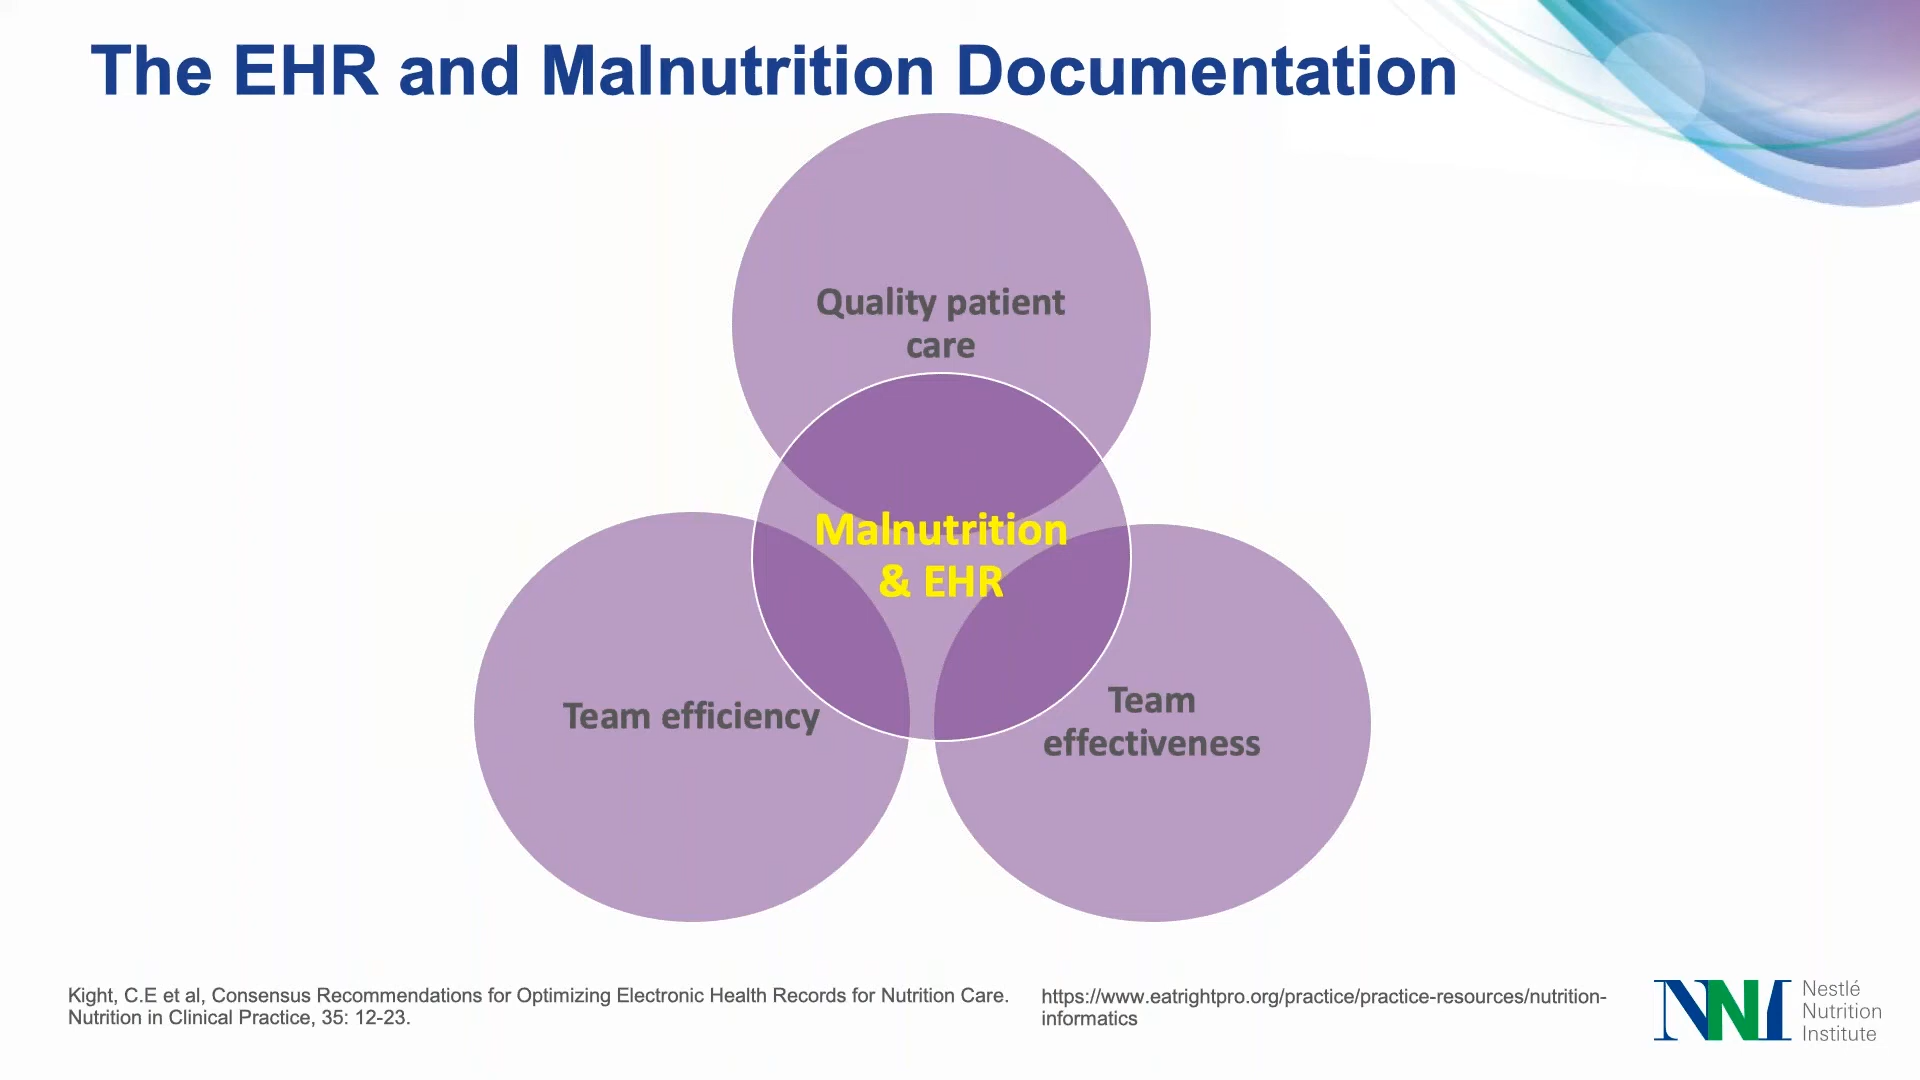 The EHR and Malnutrition Documentation
Quality patient
care
Malnutrition
& EHR
Team efficiency
Team
effectiveness
Kight, C.E et al, Consensus Recommendations for Optimizing Electronic Health Records for Nutrition Care.
Nutrition in Clinical Practice, 35: 12-23.
https://www.eatrightpro.org/practice/practice-resources/nutrition-
informatics
NNI
Nestlé
Nutrition
Institute